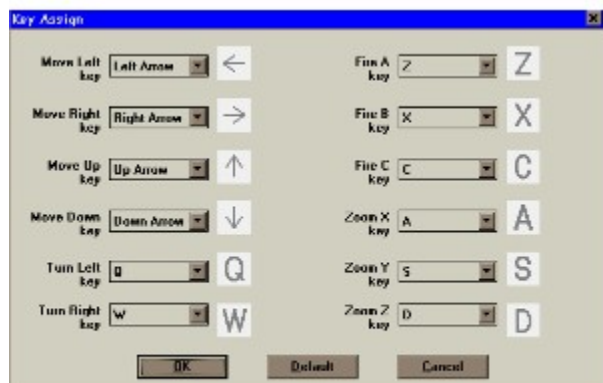 Key Assign
Move Left key Left Arrow ←
Move Right key Right Arrow →
Move Up key Up Arrow ↑
Move Down key Down Arrow ↓
Turn Left key Q Q
Turn Right key W W
Fire A key Z Z
Fire B key X X
Fire C key C C
Zoom X key A A
Zoom Y key S S
Zoom Z key D D
OK Default Cancel